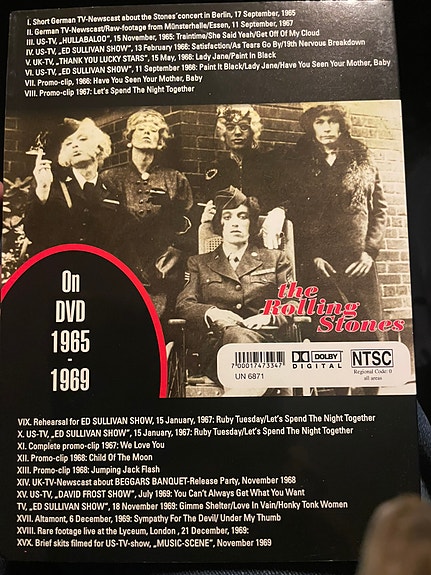 I. Short German TV-Newscast about the Stones´concert in Berlin, 17 September, 1965
II. German TV-Newscast/Raw-footage from Münsterhalle/Essen, 11 September, 1967
III. US-TV, „HULLABALOO", 15 November, 1965: Traintime/She Said Yeah/Get Off Of My Cloud
IV. US-TV, „ED SULLIVAN SHOW", 13 February 1966: Satisfaction/As Tears Go By/19th Nervous Breakdown
V. UK-TV, „THANK YOU LUCKY STARS", 15 May, 1966: Lady Jane/Paint In Black
VI. US-TV, „ED SULLIVAN SHOW", 11 September 1966: Paint It Black/Lady Jane/Have You Seen Your Mother, Baby
VII. Promo-clip, 1966: Have You Seen Your Mother, Baby
VIII. Promo-clip 1967: Let's Spend The Night Together
On
DVD
1965
-
1969
the
Rolling
Stones
7 00017 473347
UN 6871
DOLBY
DIGITAL
NTSC
Regional Code: 0
all areas
VIX. Rehearsal for ED SULLIVAN SHOW, 15 January, 1967: Ruby Tuesday/Let's Spend The Night Together
X. US-TV, „ED SULLIVAN SHOW", 15 January, 1967: Ruby Tuesday/Let's Spend The Night Together
XI. Complete promo-clip 1967: We Love You
XII. Promo-clip 1968: Child Of The Moon
XIII. Promo-clip 1968: Jumping Jack Flash
XIV. UK-TV-Newscast about BEGGARS BANQUET-Release Party, November 1968
XV. US-TV, „DAVID FROST SHOW", July 1969: You Can't Always Get What You Want
TV, „ED SULLIVAN SHOW", 18 November 1969: Gimme Shelter/Love In Vain/Honky Tonk Women
XVII. Altamont, 6 December, 1969: Sympathy For The Devil/ Under My Thumb
XVIII. Rare footage live at the Lyceum, London , 21 December, 1969:
XVX. Brief skits filmed for US-TV-show, „MUSIC-SCENE", November 1969